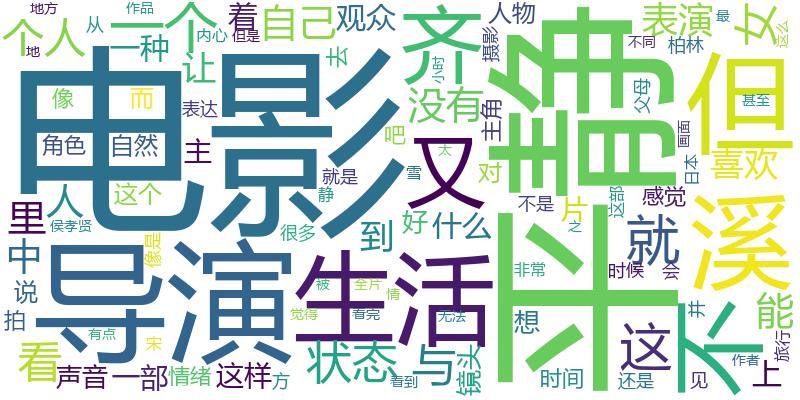 地方
作品
个人
从
一个
着
自己
观众
人物
表演
女
最
一种
内心
但是
去
齐
摄影
不同
这么
地
让
小时
静
柏林
但
电影
像
而
表达
没有
主角
父母
甚至
画面
角色
自然
主
吧
又
太
对
日本
喜欢
人
这个
就是
雪
平
不是
片
这部
感觉
溪
里
侯孝贤
静
好
什么
之
就
中
像是
很多
到
导演
生活
非常
时候
会
能
说
被
全片
情
拍
有点
宋
觉得
看完
无法
想
这
不
并
旅行
看
声音
一部
情绪
这样
方
状态
看到
与
镜头
时间
还是
见
作者
上